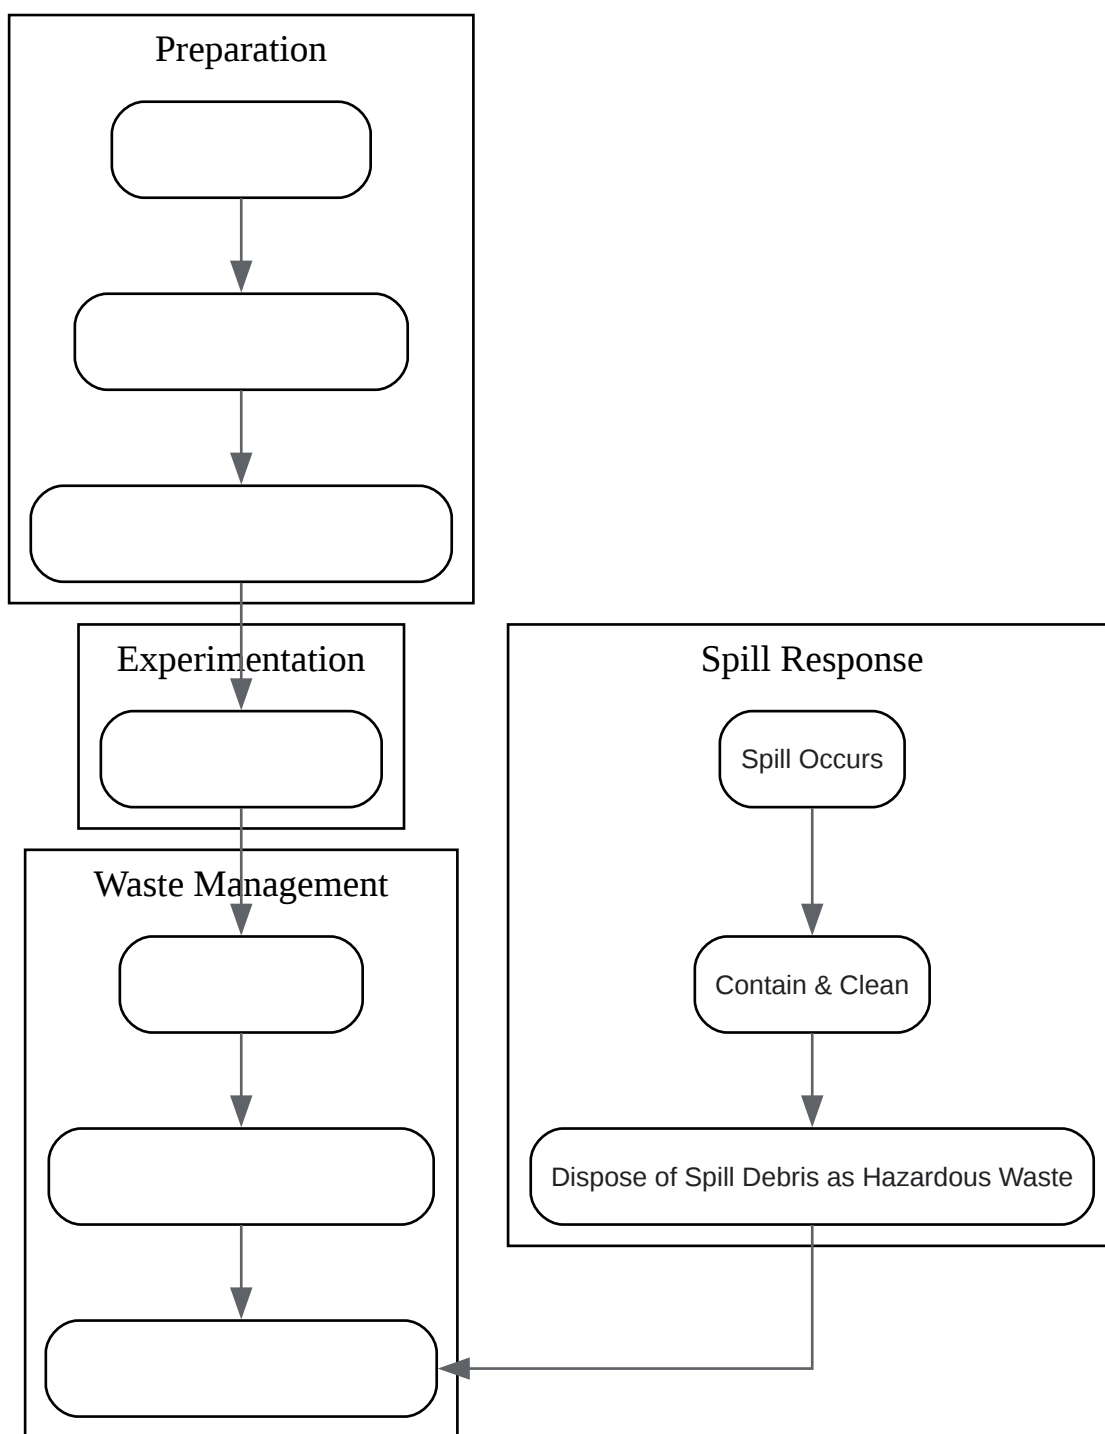 Preparation
Experimentation
Spill Response
Spill Occurs
Waste Management
Contain & Clean
Dispose of Spill Debris as Hazardous Waste